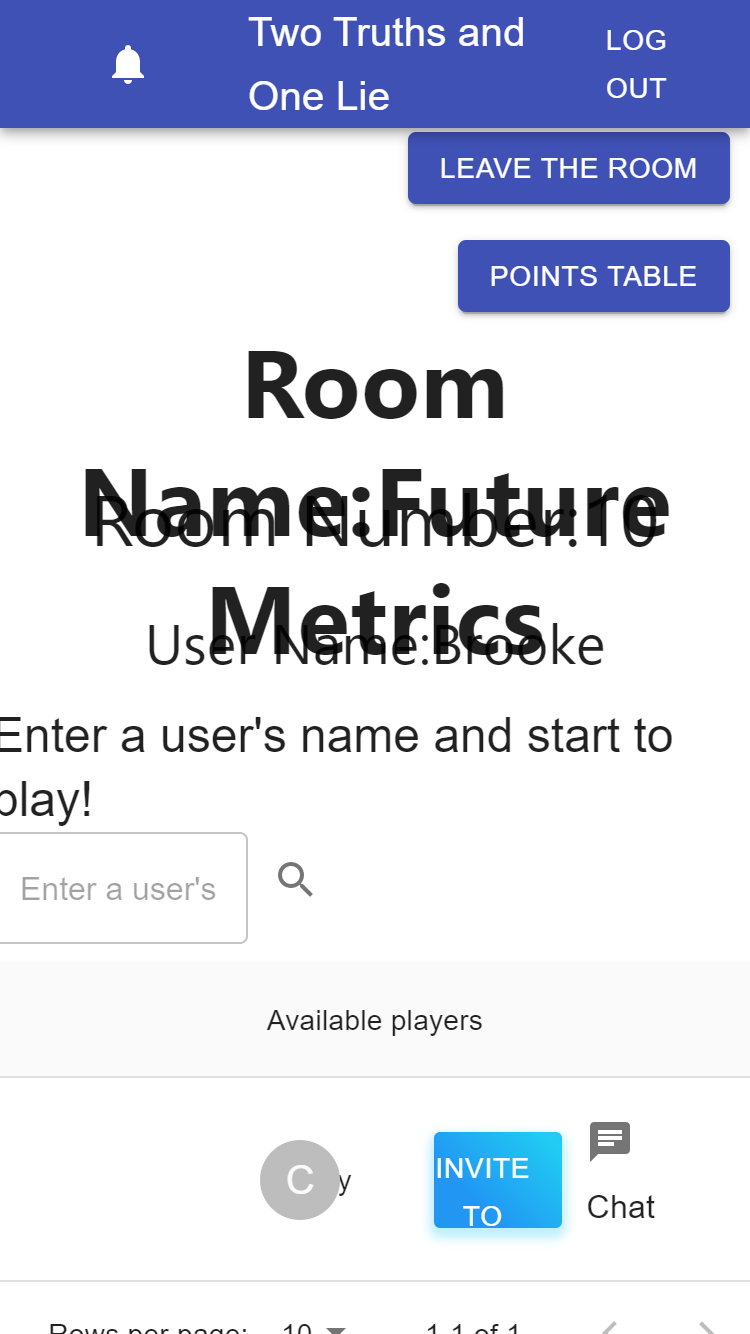 Two Truths and
One Lie
LOG
OUT
LEAVE THE ROOM
POINTS TABLE
Room
Name:Future
Room Number:10
Metrics
User Name:Brooke
Enter a user's name and start to
play!
Enter a user's
Available players
C
y
INVITE
TO
Chat
Rows per page: 10 1-1 of 1